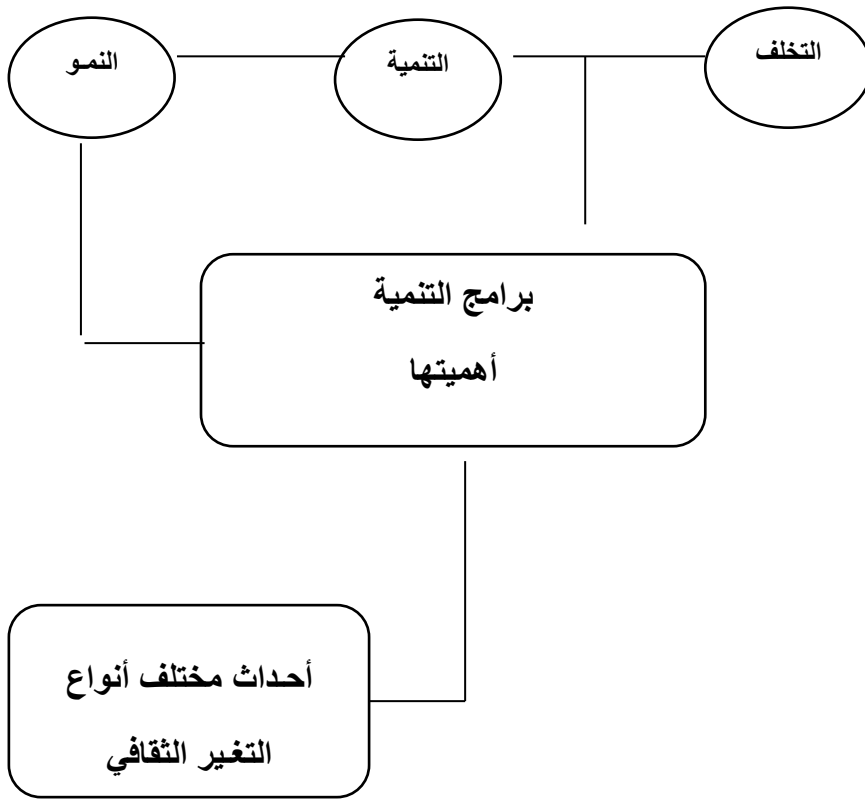 التخلف
التنمية
النمو
برامج التنمية
أهميتها
أحداث مختلف أنواع
التغير الثقافي